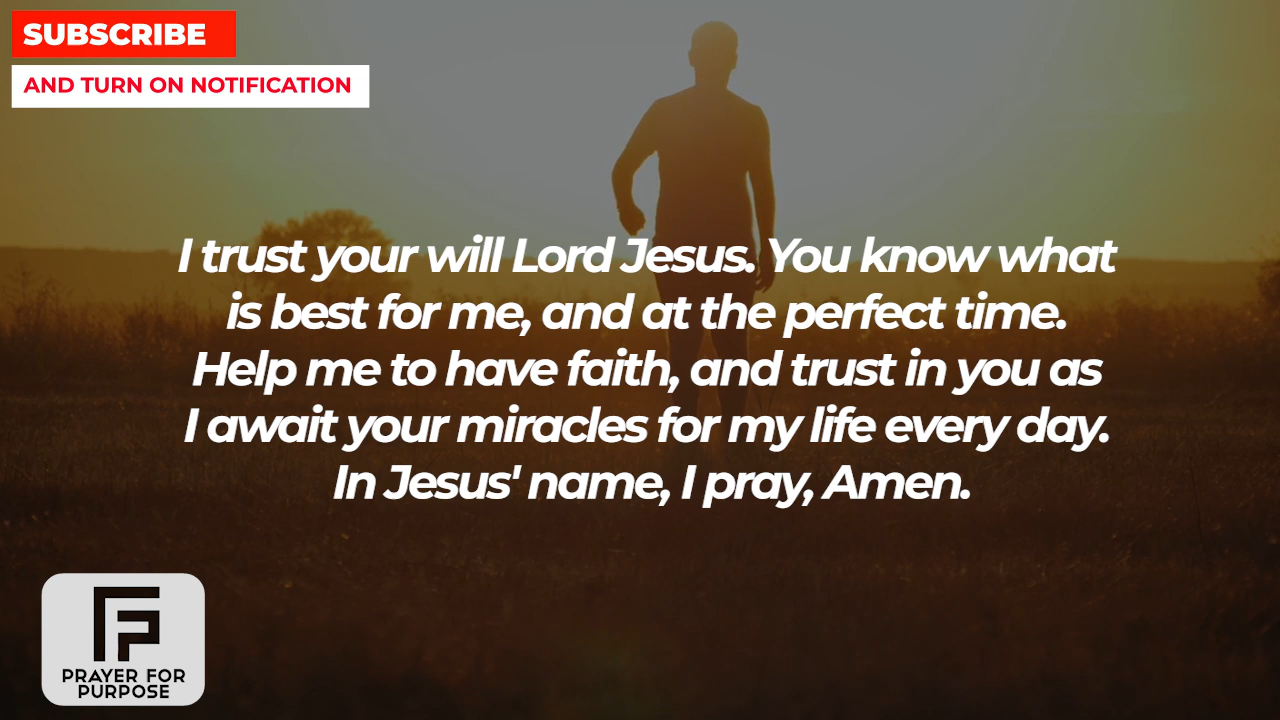 SUBSCRIBE
AND TURN ON NOTIFICATION
I trust your will Lord Jesus. You know what
is best for me, and at the perfect time.
Help me to have faith, and trust in you as
I await your miracles for my life every day.
In Jesus' name, I pray, Amen.
PRAYER FOR
PURPOSE